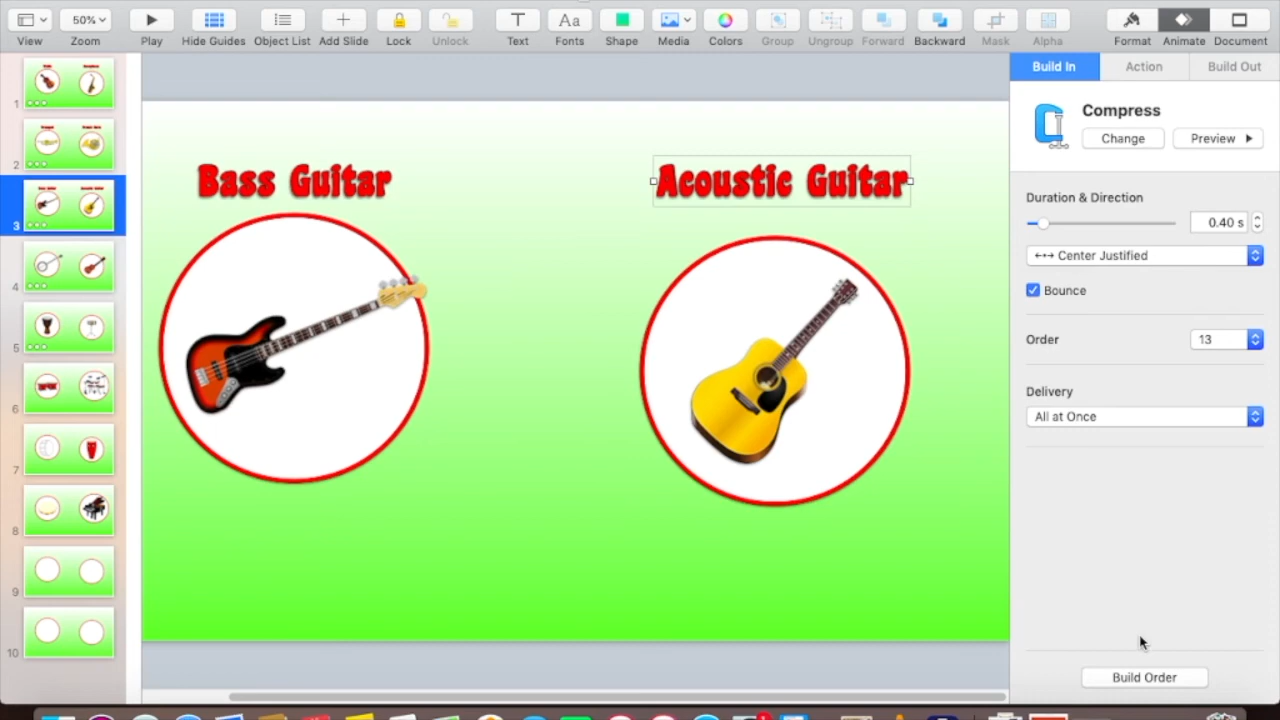 View
50%
Zoom
Play
Hide Guides
Object List
Add Slide
Lock
Unlock
T
Text
Aa
Fonts
Shape
Media
Colors
Group
Ungroup
Forward
Backward
Mask
Alpha
Format
Animate
Document
1
2
3
4
5
6
7
8
9
10
Bass Guitar
Acoustic Guitar
Build In
Action
Build Out
Compress
Change
Preview
Duration & Direction
0.40 s
Center Justified
Bounce
Order
13
Delivery
All at Once
Build Order